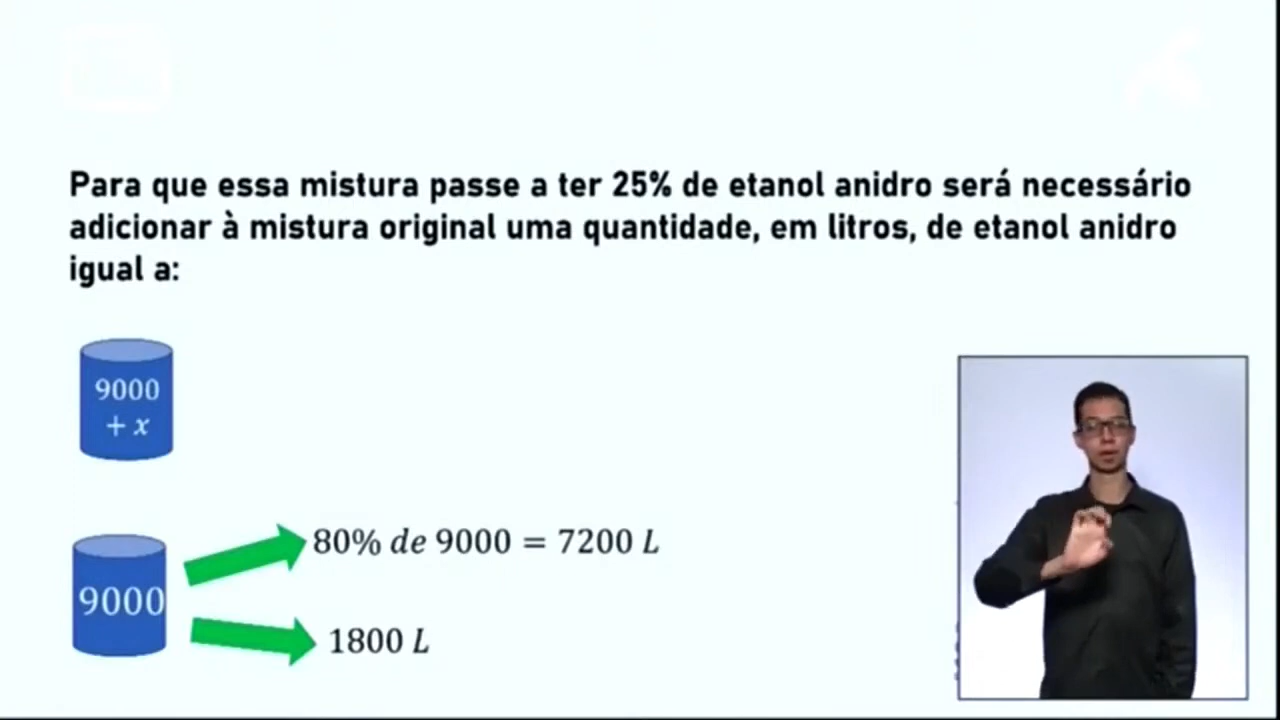 Para que essa mistura passe a ter 25% de etanol anidro será necessário
adicionar à mistura original uma quantidade, em litros, de etanol anidro
igual a:
9000
+ x
80% de 9000 = 7200 L
9000
1800 L